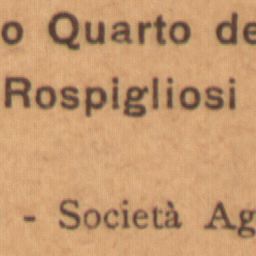 o Quarto de
Rospigliosi
- Società Ag